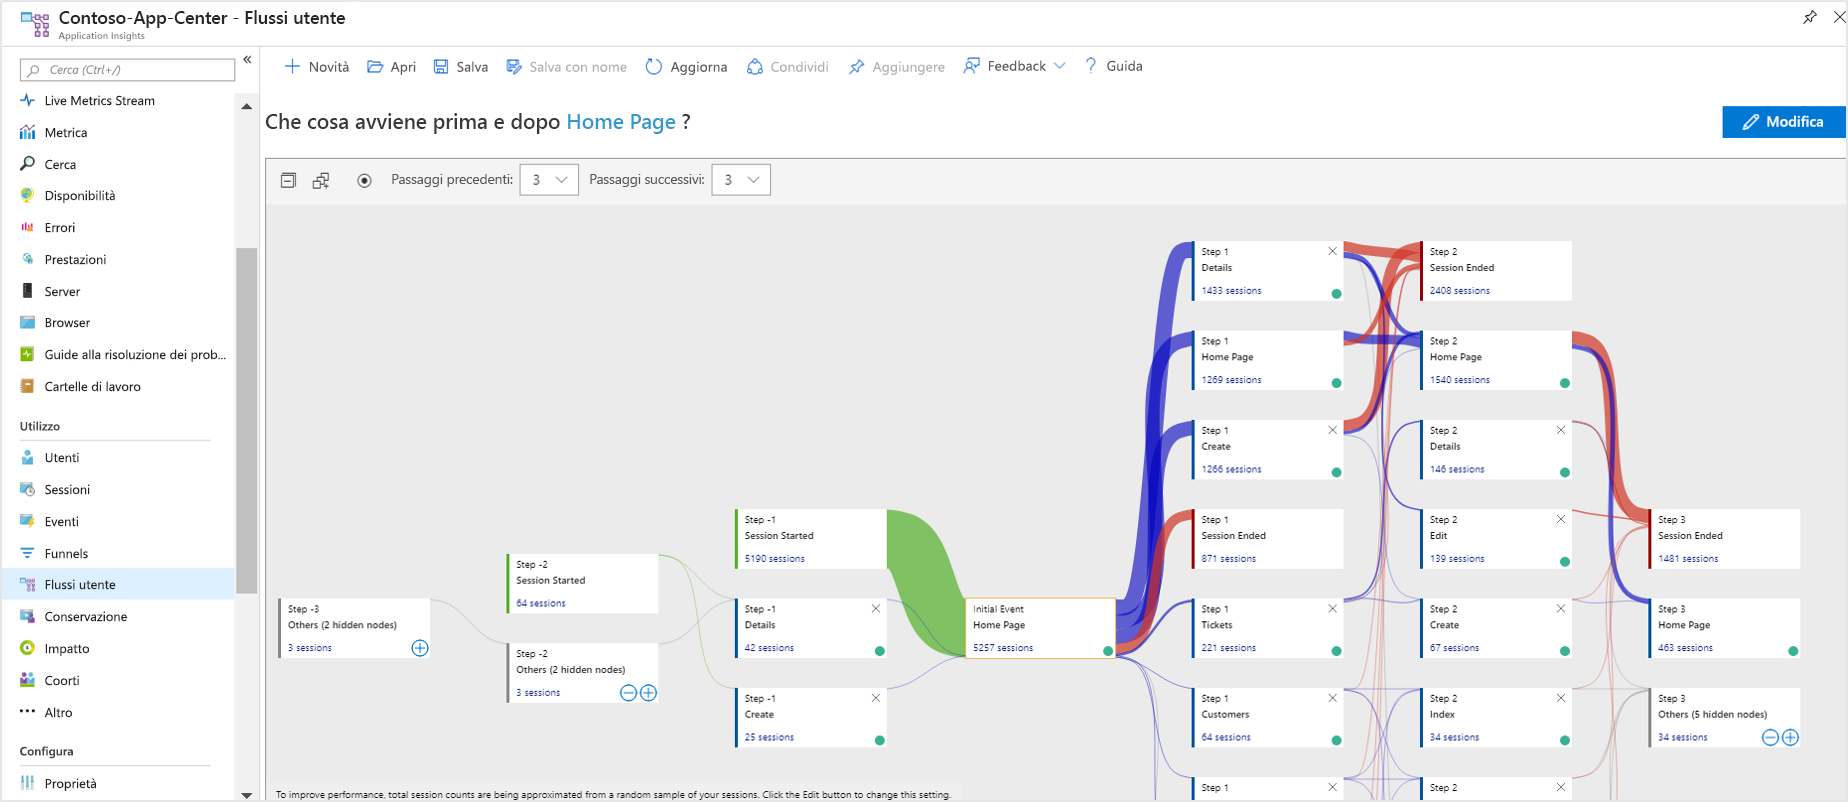 Contoso-App-Center - Flussi utente
Application Insights
Cerca (Ctrl+/)
Live Metrics Stream
Metrica
Cerca
Disponibilità
Errori
Prestazioni
Server
Browser
Guide alla risoluzione dei prob...
Cartelle di lavoro
Utilizzo
Utenti
Sessioni
Eventi
Funnels
Flussi utente
Conservazione
Impatto
Coorti
Altro
Configura
Proprietà
Novità Apri Salva Salva con nome Aggiorna Condividi Aggiungere Feedback Guida
Che cosa avviene prima e dopo Home Page ?
Modifica
Passaggi precedenti: 3 Passaggi successivi: 3
Step -3
Others (2 hidden nodes)
3 sessions
Step -2
Session Started
64 sessions
Step -2
Others (2 hidden nodes)
3 sessions
Step -1
Session Started
5190 sessions
Step -1
Details
42 sessions
Step -1
Create
25 sessions
Initial Event
Home Page
5257 sessions
Step 1
Details
1433 sessions
Step 1
Home Page
1269 sessions
Step 1
Create
1266 sessions
Step 1
Session Ended
871 sessions
Step 1
Tickets
221 sessions
Step 1
Customers
64 sessions
Step 1
Step 2
Session Ended
2408 sessions
Step 2
Home Page
1540 sessions
Step 2
Details
146 sessions
Step 2
Edit
139 sessions
Step 2
Create
67 sessions
Step 2
Index
34 sessions
Step 2
Step 3
Session Ended
1481 sessions
Step 3
Home Page
463 sessions
Step 3
Others (5 hidden nodes)
34 sessions
To improve performance, total session counts are being approximated from a random sample of your sessions. Click the Edit button to change this setting.